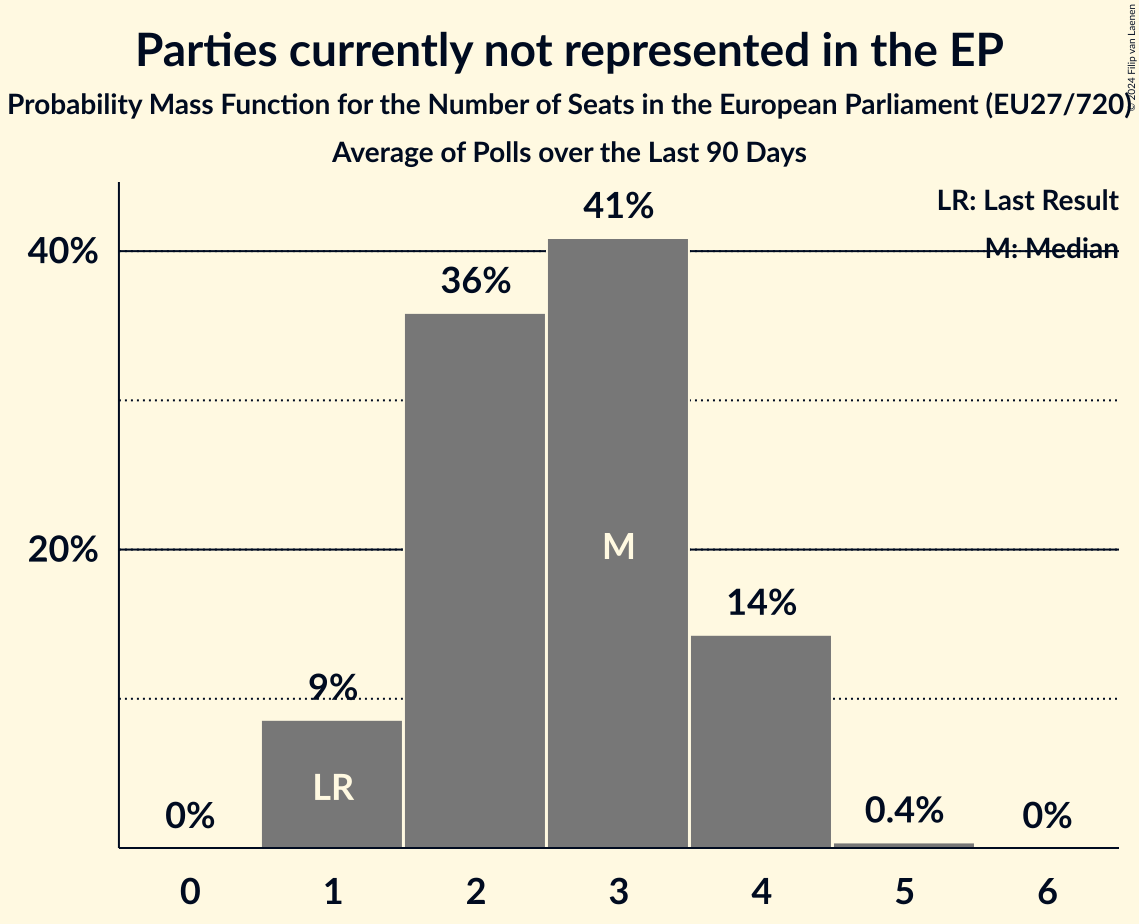 Parties currently not represented in the EP
Probability Mass Function for the Number of Seats in the European Parliament (EU27/720)
Average of Polls over the Last 90 Days
© 2024 Filip van Laenen
LR: Last Result
M: Median
40%
20%
0%
9%
36%
41%
14%
0.4%
0%
LR
M
0 1 2 3 4 5 6